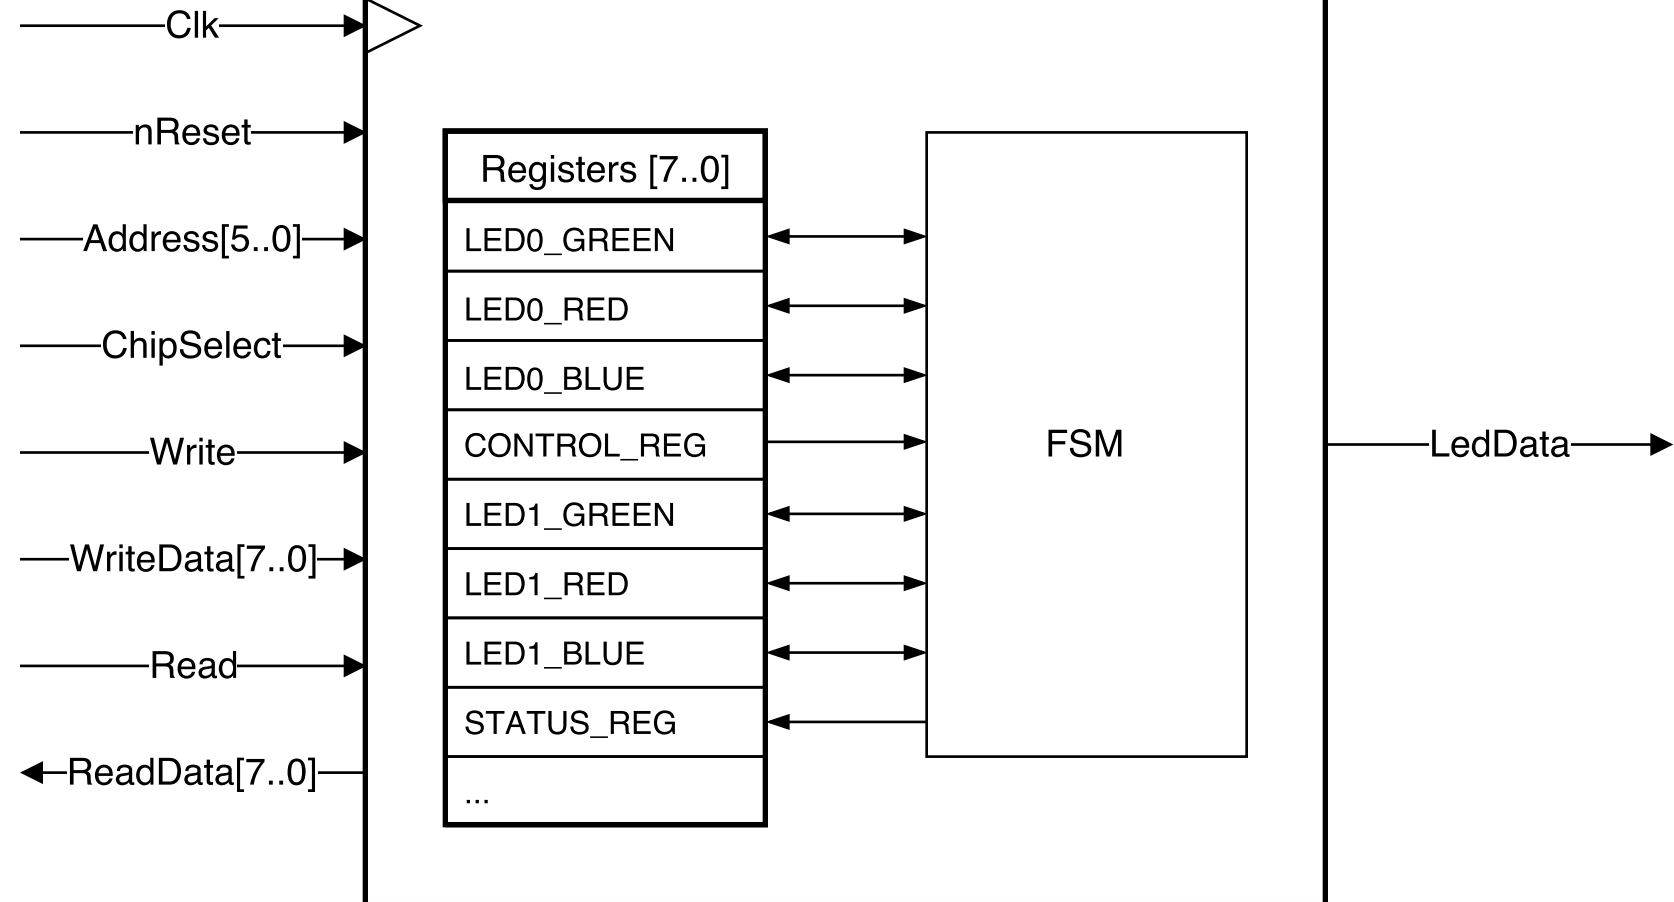 Clk
nReset
Address[5..0]
ChipSelect
Write
WriteData[7..0]
Read
ReadData[7..0]
Registers [7..0]
LED0_GREEN
LED0_RED
LED0_BLUE
CONTROL_REG
LED1_GREEN
LED1_RED
LED1_BLUE
STATUS_REG
...
FSM
LedData